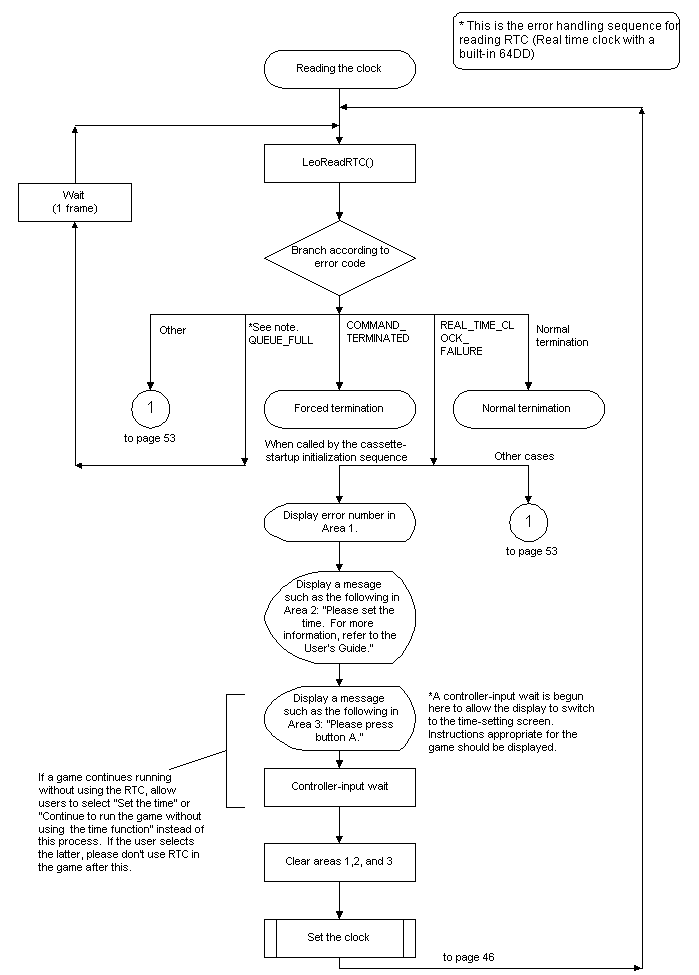 * This is the error handling sequence for
reading RTC (Real time clock with a
built-in 64DD)
Reading the clock
LeoReadRTC()
Wait
(1 frame)
Branch according to
error code
Other
*See note.
QUEUE_FULL
COMMAND_
TERMINATED
REAL_TIME_CL
OCK_
FAILURE
Normal
termination
1
to page 53
Forced termination
Normal ternimation
When called by the cassette-
startup initialization sequence
Other cases
Display error number in
Area 1.
1
to page 53
Display a mesage
such as the following in
Area 2: "Please set the
time. For more
information, refer to the
User's Guide."
Display a message
such as the following in
Area 3: "Please press
button A."
*A controller-input wait is begun
here to allow the display to switch
to the time-setting screen.
Instructions appropriate for the
game should be displayed.
If a game continues running
without using the RTC, allow
users to select "Set the time" or
"Continue to run the game without
using the time function" instead of
this process. If the user selects
the latter, please don't use RTC in
the game after this.
Controller-input wait
Clear areas 1,2, and 3
Set the clock
to page 46